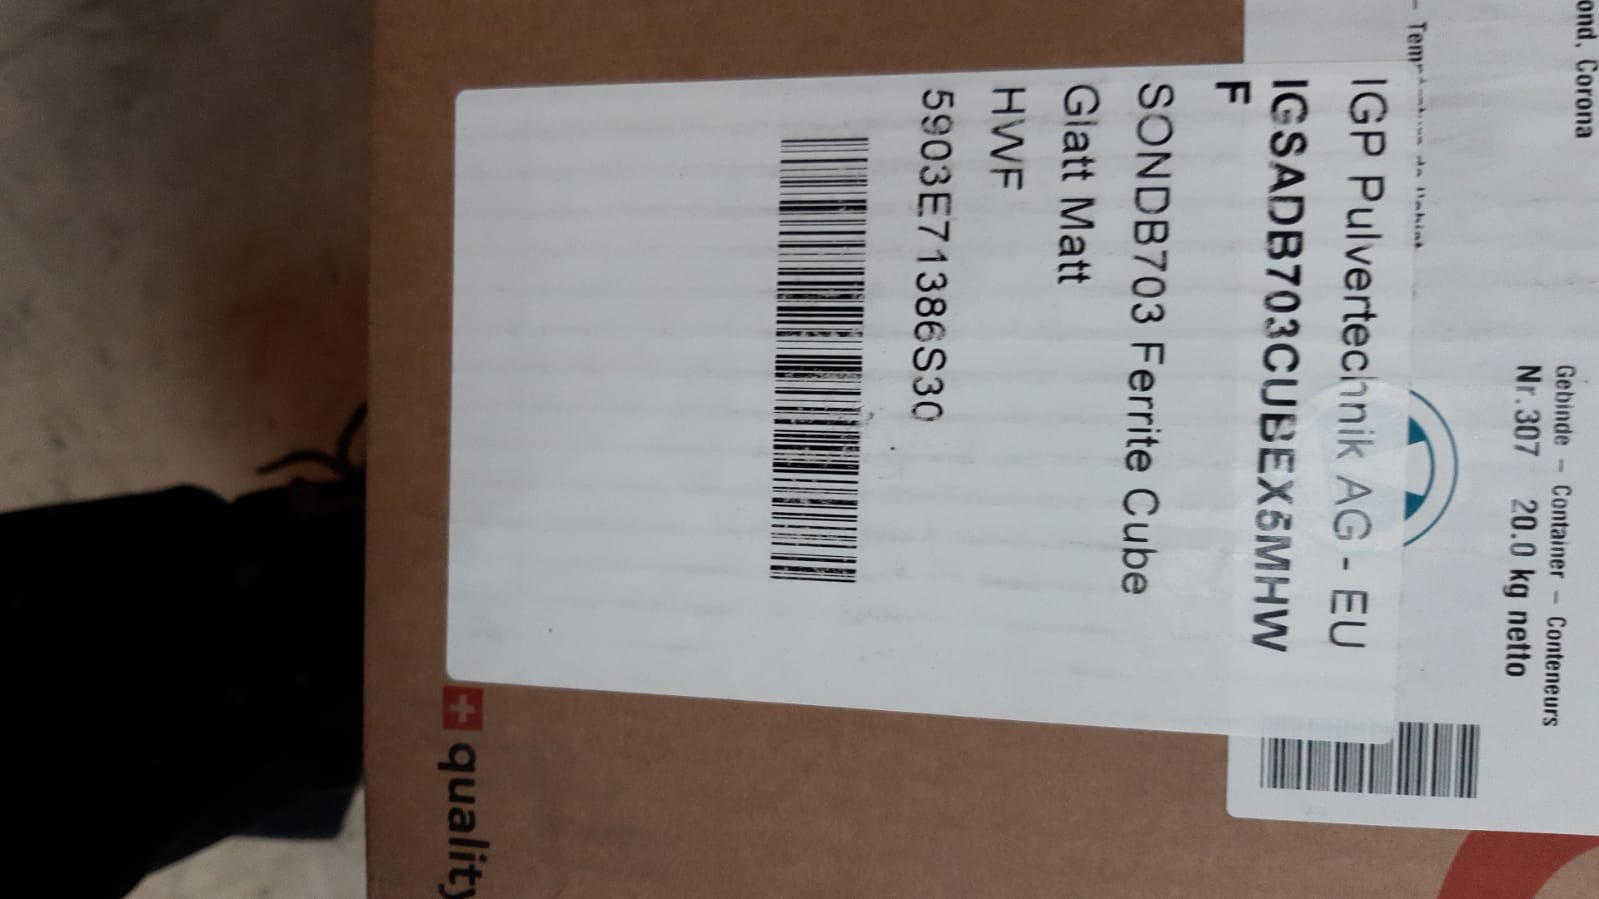 ond, Corona
Gebinde – Container – Conteneurs
Nr.307 20.0 kg netto
IGP Pulvertechnik AG - EU
IGSADB703CUBEX5MHW
F
SONDB703 Ferrite Cube
Glatt Matt
HWF
5903E71386S30
quality